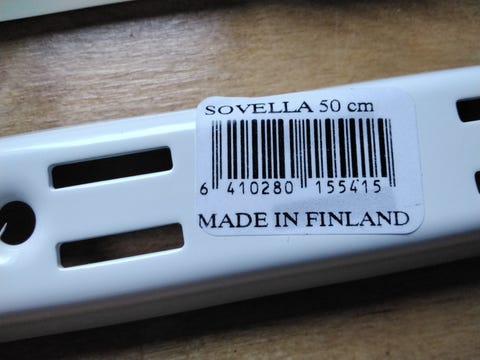 SOVELLA 50 cm
6 410280 155415
MADE IN FINLAND